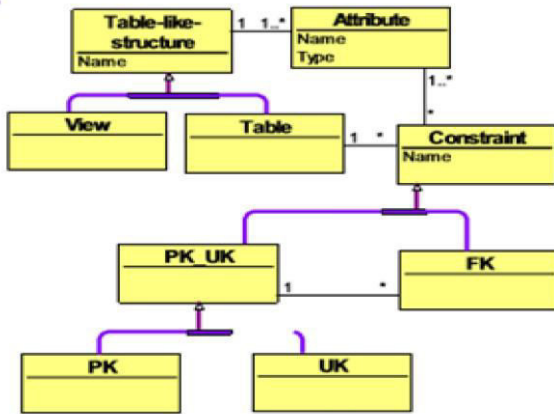 Table-like-
structure
Name
1 1..*
Attribute
Name
Type
1..*
*
View
Table
1 *
Constraint
Name
PK_UK
1 *
FK
PK
UK